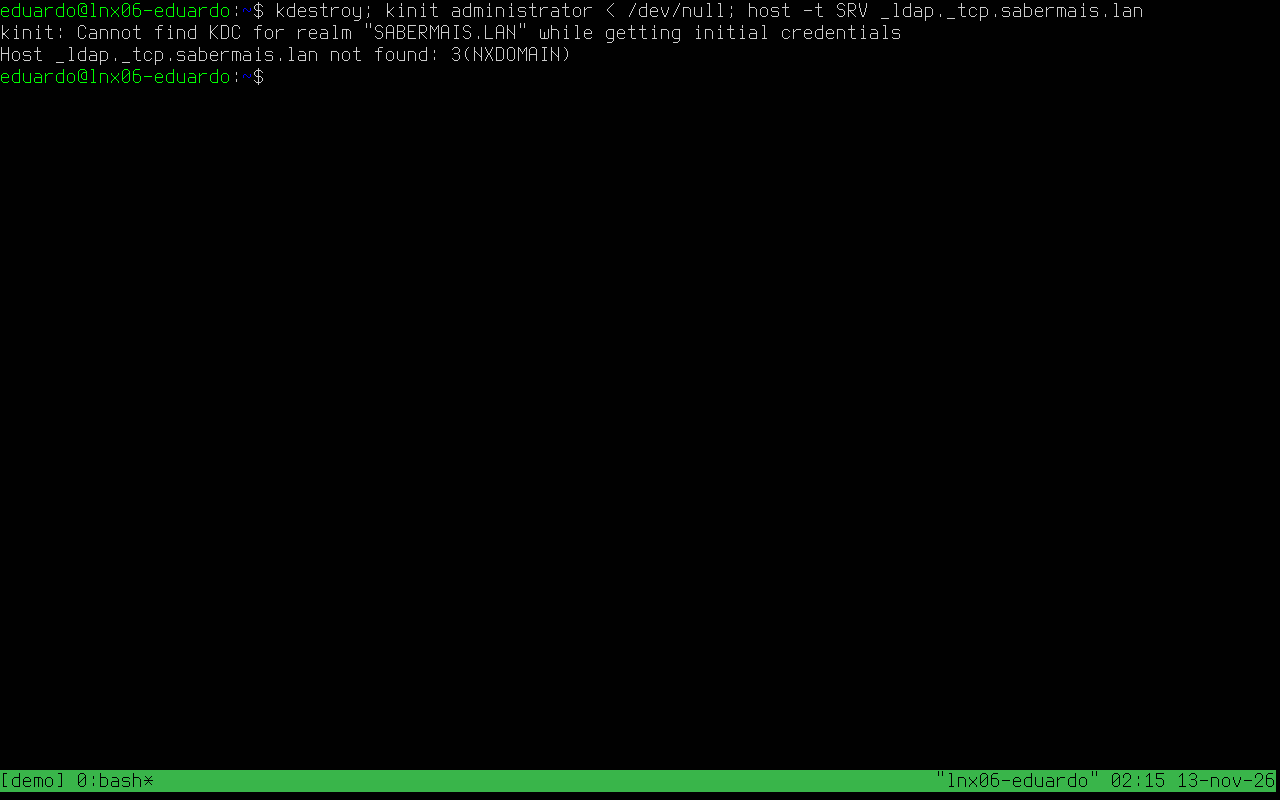 eduardo@lnx06-eduardo:~$ kdestroy; kinit administrator < /dev/null; host -t SRV _ldap._tcp.sabermais.lan
kinit: Cannot find KDC for realm "SABERMAIS.LAN" while getting initial credentials
Host _ldap._tcp.sabermais.lan not found: 3(NXDOMAIN)
eduardo@lnx06-eduardo:~$
[demo] 0:bash* "lnx06-eduardo" 02:15 13-nov-26